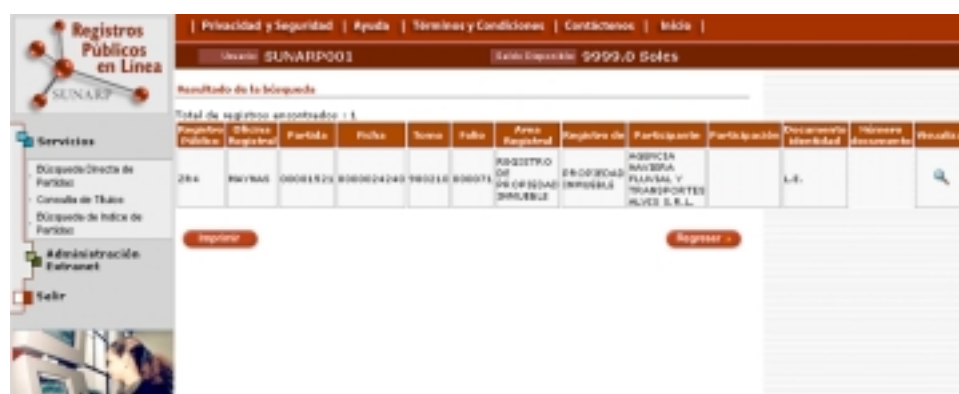 Registros
Públicos
en Línea
SUNARP
| Privacidad y Seguridad | Ayuda | Términos y Condiciones | Contáctenos | Inicio |
Usuario SUNARP001 Saldo Disponible 9999.0 Soles
Resultado de la búsqueda
Total de registros encontrados : 1
Servicios
Búsqueda Directa de
Partidas
Consulta de Títulos
Búsqueda de Indice de
Partidas
Administración
Extranet
Salir
Registro Público Oficina Registral Partida Ficha Tomo Folio Area Registral Registro de Participante Participación Documento Identidad Número documento
MAYNAS REGISTRO DE PROPIEDAD INMUEBLE PROPIEDAD INMUEBLE AGENCIA NAVIERA FLUVIAL Y TRANSPORTES ALVES S.R.L.
Imprimir Regresar